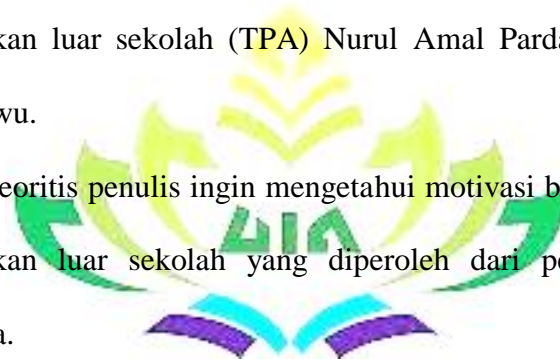 kan luar sekolah (TPA) Nurul Amal Parda
wu.
eoritis penulis ingin mengetahui motivasi b
UIN
kan luar sekolah yang diperoleh dari pe
a.